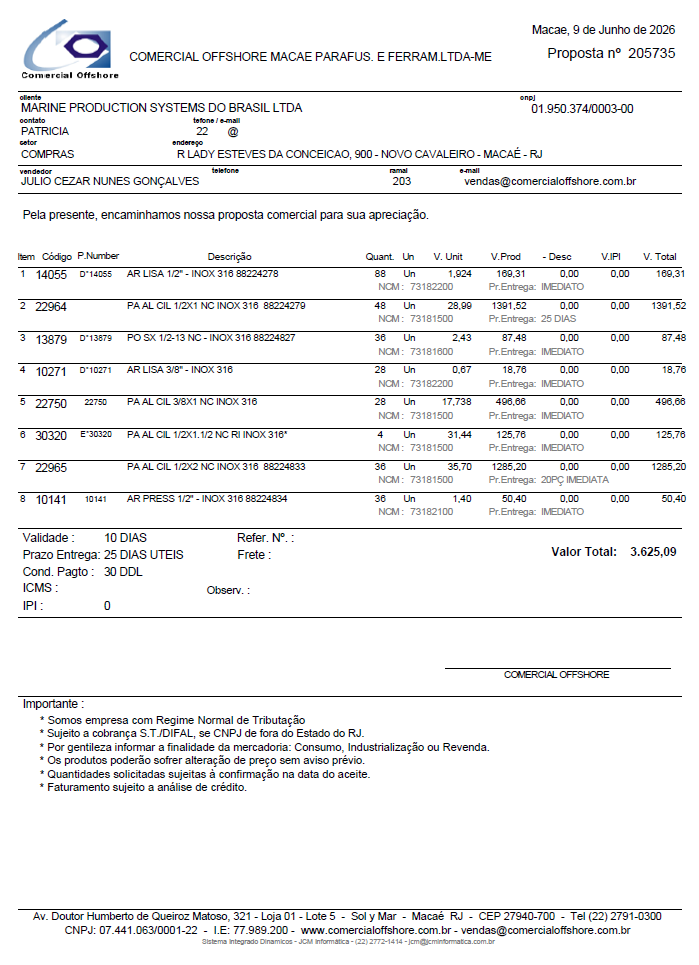 Macae, 9 de Junho de 2026
COMERCIAL OFFSHORE MACAE PARAFUS. E FERRAM.LTDA-ME
Proposta nº 205735
Comercial Offshore
cliente
cnpj
MARINE PRODUCTION SYSTEMS DO BRASIL LTDA
01.950.374/0003-00
contato telefone / e-mail
PATRICIA 22 @
setor endereço
COMPRAS R LADY ESTEVES DA CONCEICAO, 900 - NOVO CAVALEIRO - MACAÉ - RJ
vendedor telefone ramal e-mail
JULIO CEZAR NUNES GONÇALVES 203 vendas@comercialoffshore.com.br
Pela presente, encaminhamos nossa proposta comercial para sua apreciação.
Item Código P.Number Descrição Quant. Un V. Unit V.Prod - Desc V.IPI V. Total
1 14055 D*14055 AR LISA 1/2" - INOX 316 88224278 88 Un 1,924 169,31 0,00 0,00 169,31
NCM : 73182200 Pr.Entrega: IMEDIATO
2 22964 PA AL CIL 1/2X1 NC INOX 316 88224279 48 Un 28,99 1391,52 0,00 0,00 1391,52
NCM : 73181500 Pr.Entrega: 25 DIAS
3 13879 D*13879 PO SX 1/2-13 NC - INOX 316 88224827 36 Un 2,43 87,48 0,00 0,00 87,48
NCM : 73181600 Pr.Entrega: IMEDIATO
4 10271 D*10271 AR LISA 3/8" - INOX 316 28 Un 0,67 18,76 0,00 0,00 18,76
NCM : 73182200 Pr.Entrega: IMEDIATO
5 22750 22750 PA AL CIL 3/8X1 NC INOX 316 28 Un 17,738 496,66 0,00 0,00 496,66
NCM : 73181500 Pr.Entrega: IMEDIATO
6 30320 E*30320 PA AL CIL 1/2X1.1/2 NC RI INOX 316* 4 Un 31,44 125,76 0,00 0,00 125,76
NCM : 73181500 Pr.Entrega: IMEDIATO
7 22965 PA AL CIL 1/2X2 NC INOX 316 88224833 36 Un 35,70 1285,20 0,00 0,00 1285,20
NCM : 73181500 Pr.Entrega: 20PÇ IMEDIATA
8 10141 10141 AR PRESS 1/2" - INOX 316 88224834 36 Un 1,40 50,40 0,00 0,00 50,40
NCM : 73182100 Pr.Entrega: IMEDIATO
Validade : 10 DIAS Refer. Nº. :
Prazo Entrega: 25 DIAS UTEIS Frete : Valor Total: 3.625,09
Cond. Pagto : 30 DDL
ICMS : Observ. :
IPI : 0
COMERCIAL OFFSHORE
Importante :
* Somos empresa com Regime Normal de Tributação
* Sujeito a cobrança S.T./DIFAL, se CNPJ de fora do Estado do RJ.
* Por gentileza informar a finalidade da mercadoria: Consumo, Industrialização ou Revenda.
* Os produtos poderão sofrer alteração de preço sem aviso prévio.
* Quantidades solicitadas sujeitas à confirmação na data do aceite.
* Faturamento sujeito a análise de crédito.
Av. Doutor Humberto de Queiroz Matoso, 321 - Loja 01 - Lote 5 - Sol y Mar - Macaé RJ - CEP 27940-700 - Tel (22) 2791-0300
CNPJ: 07.441.063/0001-22 - I.E: 77.989.200 - www.comercialoffshore.com.br - vendas@comercialoffshore.com.br
Sistema Integrado Dinamicos - JCM Informática - (22) 2772-1414 - jcm@jcminformatica.com.br